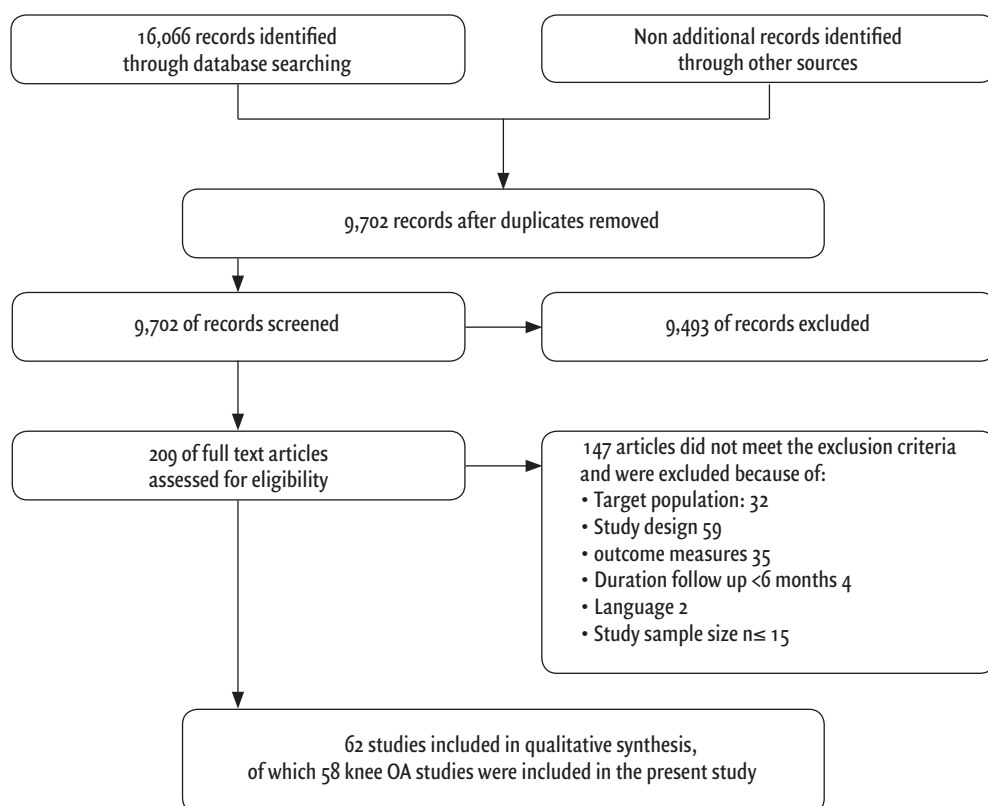 16,066 records identified
through database searching
Non additional records identified
through other sources
9,702 records after duplicates removed
9,702 of records screened
9,493 of records excluded
209 of full text articles
assessed for eligibility
147 articles did not meet the exclusion criteria
and were excluded because of:
• Target population: 32
• Study design 59
• outcome measures 35
• Duration follow up <6 months 4
• Language 2
• Study sample size n≤ 15
62 studies included in qualitative synthesis,
of which 58 knee OA studies were included in the present study